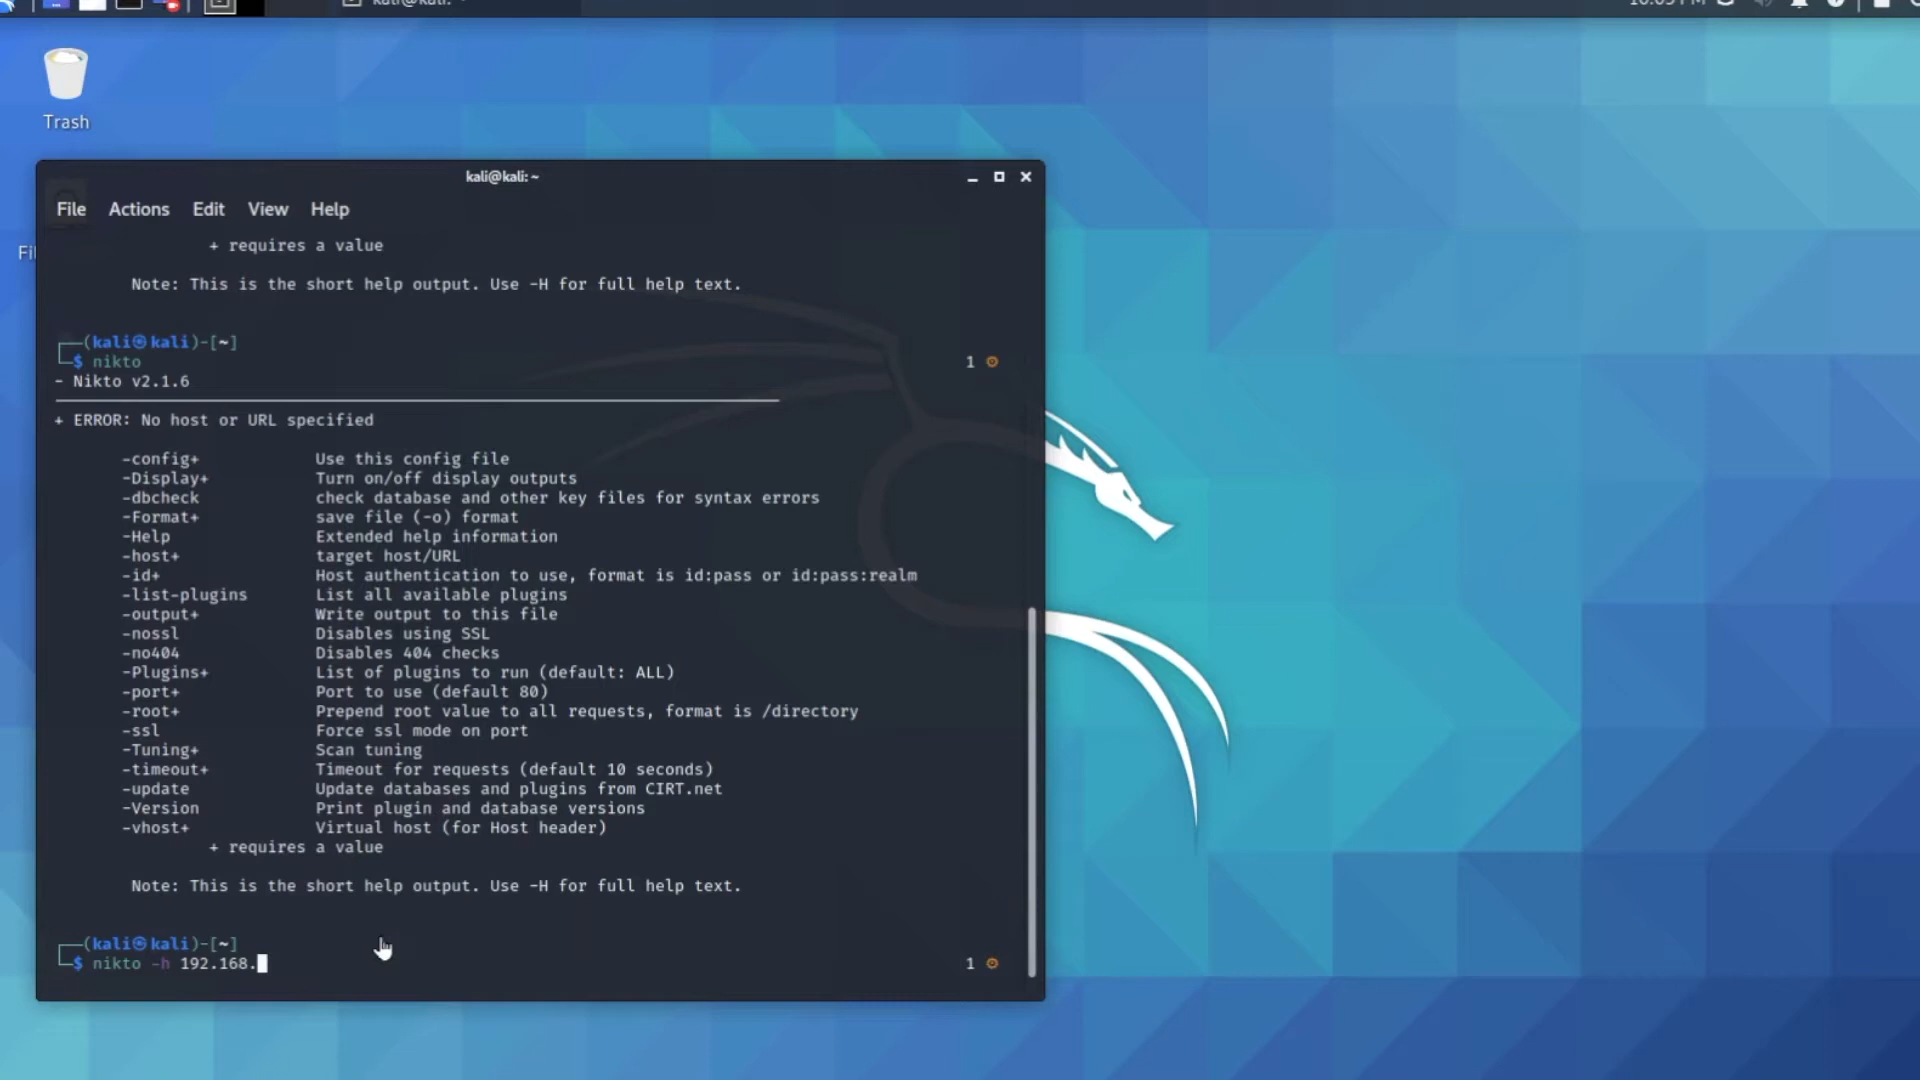 Trash
kali@kali: ~
File Actions Edit View Help
+ requires a value
Note: This is the short help output. Use -H for full help text.
┌──(kali㉿kali)-[~]
└─$ nikto
1 ⚙
- Nikto v2.1.6
+ ERROR: No host or URL specified
-config+ Use this config file
-Display+ Turn on/off display outputs
-dbcheck check database and other key files for syntax errors
-Format+ save file (-o) format
-Help Extended help information
-host+ target host/URL
-id+ Host authentication to use, format is id:pass or id:pass:realm
-list-plugins List all available plugins
-output+ Write output to this file
-nossl Disables using SSL
-no404 Disables 404 checks
-Plugins+ List of plugins to run (default: ALL)
-port+ Port to use (default 80)
-root+ Prepend root value to all requests, format is /directory
-ssl Force ssl mode on port
-Tuning+ Scan tuning
-timeout+ Timeout for requests (default 10 seconds)
-update Update databases and plugins from CIRT.net
-Version Print plugin and database versions
-vhost+ Virtual host (for Host header)
+ requires a value
Note: This is the short help output. Use -H for full help text.
┌──(kali㉿kali)-[~]
└─$ nikto -h 192.168.
1 ⚙